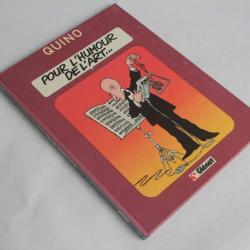 QUINO
POUR L'HUMOUR
DE L'ART...
Glénat